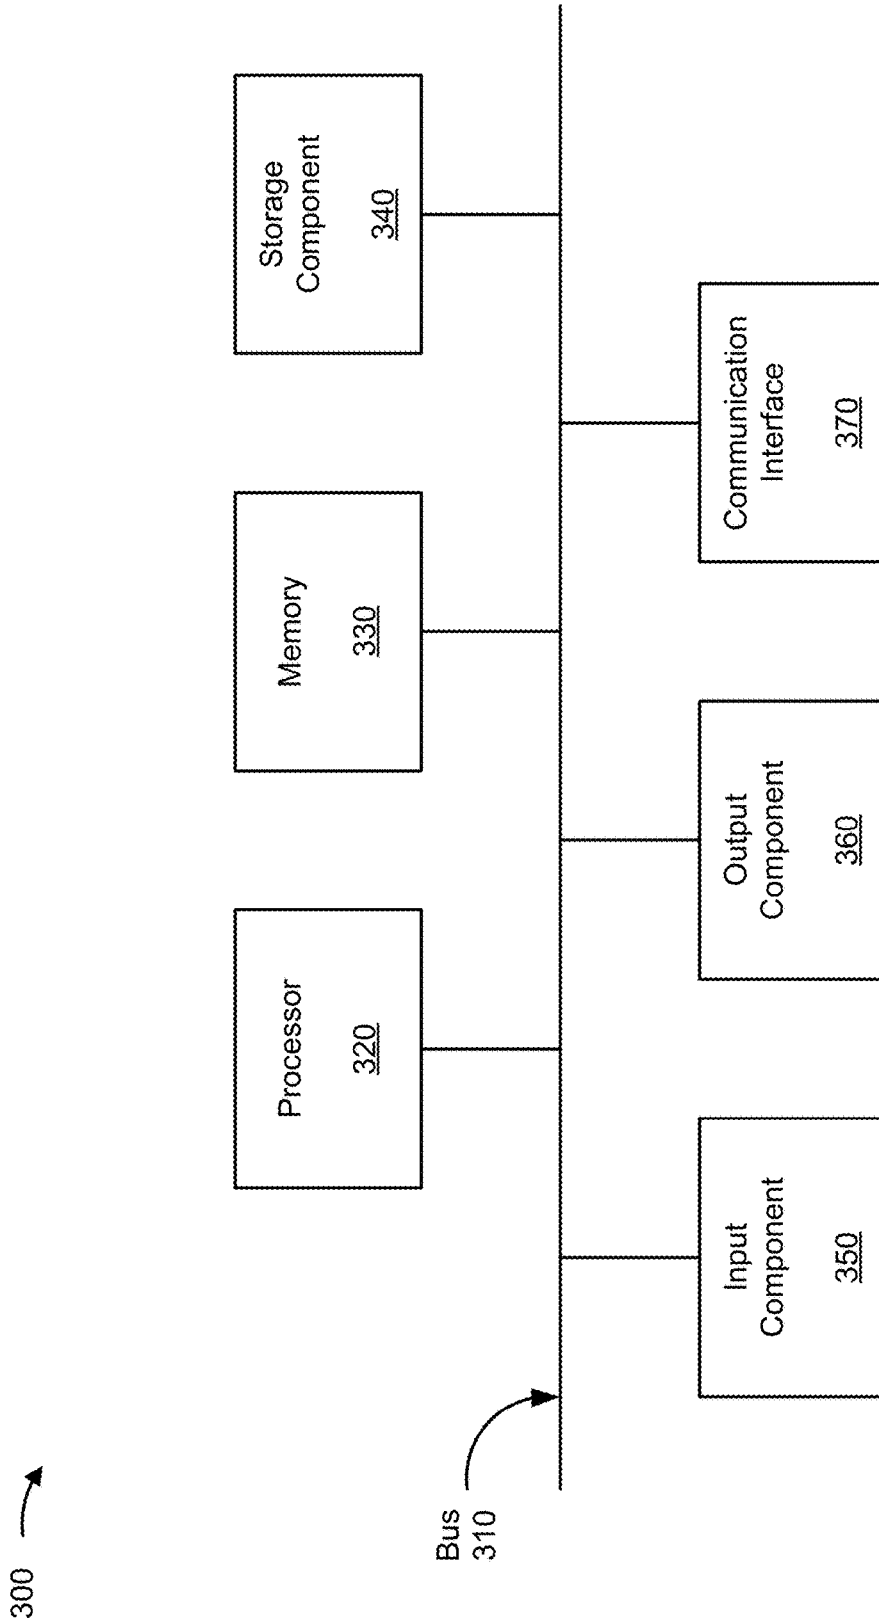 300
Processor
320
Memory
330
Storage
Component
340
Bus
310
Input
Component
350
Output
Component
360
Communication
Interface
370